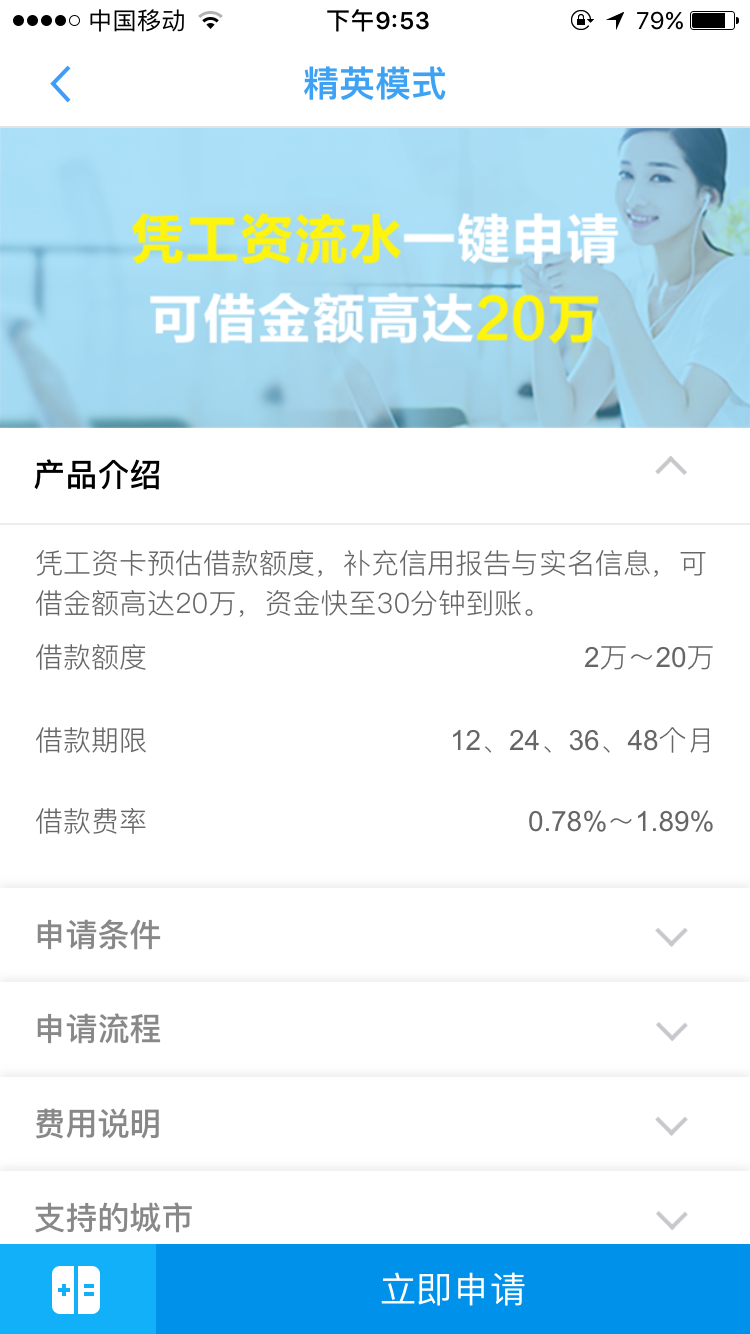 中国移动 下午9:53 79%
精英模式
凭工资流水一键申请
可借金额高达20万
产品介绍
凭工资卡预估借款额度，补充信用报告与实名信息，可
借金额高达20万，资金快至30分钟到账。
借款额度 2万～20万
借款期限 12、24、36、48个月
借款费率 0.78%～1.89%
申请条件
申请流程
费用说明
支持的城市
立即申请